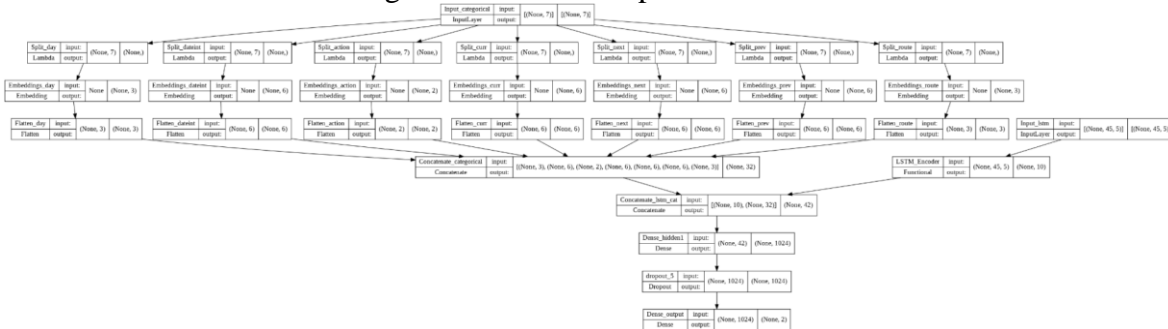 Input_categorical input: [(None, 7)] [(None, 7)]
InputLayer output:
Split_day input: (None, 7) (None,)
Lambda output:
Split_dateint input: (None, 7) (None,)
Lambda output:
Split_action input: (None, 7) (None,)
Lambda output:
Split_curr input: (None, 7) (None,)
Lambda output:
Split_next input: (None, 7) (None,)
Lambda output:
Split_prev input: (None, 7) (None,)
Lambda output:
Split_route input: (None, 7) (None,)
Lambda output:
Embeddings_day input: None (None, 3)
Embedding output:
Embeddings_dateint input: None (None, 6)
Embedding output:
Embeddings_action input: None (None, 2)
Embedding output:
Embeddings_curr input: None (None, 6)
Embedding output:
Embeddings_next input: None (None, 6)
Embedding output:
Embeddings_prev input: None (None, 6)
Embedding output:
Embeddings_route input: None (None, 3)
Embedding output:
Flatten_day input: (None, 3) (None, 3)
Flatten output:
Flatten_dateint input: (None, 6) (None, 6)
Flatten output:
Flatten_action input: (None, 2) (None, 2)
Flatten output:
Flatten_curr input: (None, 6) (None, 6)
Flatten output:
Flatten_next input: (None, 6) (None, 6)
Flatten output:
Flatten_prev input: (None, 6) (None, 6)
Flatten output:
Flatten_route input: (None, 3) (None, 3)
Flatten output:
Input_lstm input: [(None, 45, 5)] [(None, 45, 5)]
InputLayer output:
Concatenate_categorical input: [(None, 3), (None, 6), (None, 2), (None, 6), (None, 6), (None, 6), (None, 3)] (None, 32)
Concatenate output:
LSTM_Encoder input: (None, 45, 5) (None, 10)
Functional output:
Concatenate_lstm_cat input: [(None, 10), (None, 32)] (None, 42)
Concatenate output:
Dense_hidden1 input: (None, 42) (None, 1024)
Dense output:
dropout_5 input: (None, 1024) (None, 1024)
Dropout output:
Dense_output input: (None, 1024) (None, 2)
Dense output: